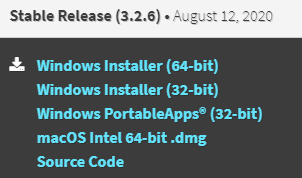 Stable Release (3.2.6) • August 12, 2020
Windows Installer (64-bit)
Windows Installer (32-bit)
Windows PortableApps® (32-bit)
macOS Intel 64-bit .dmg
Source Code